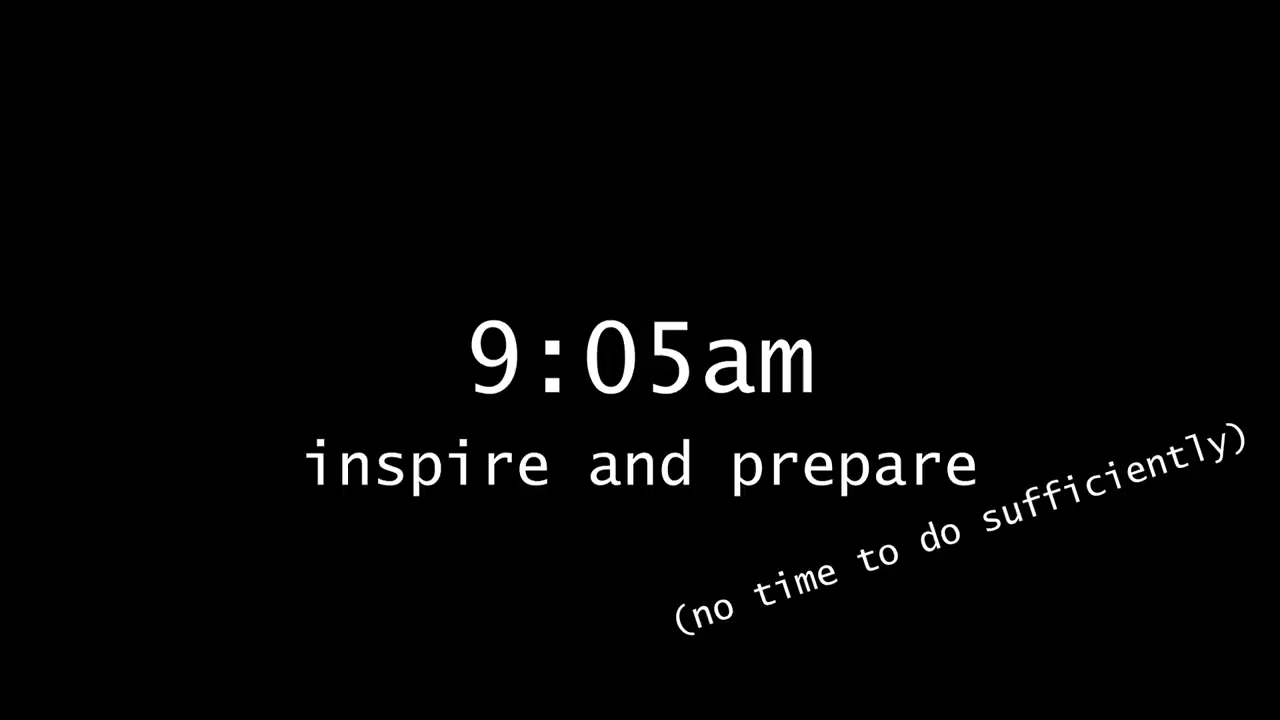 9:05am
inspire and prepare
(no time to do sufficiently)